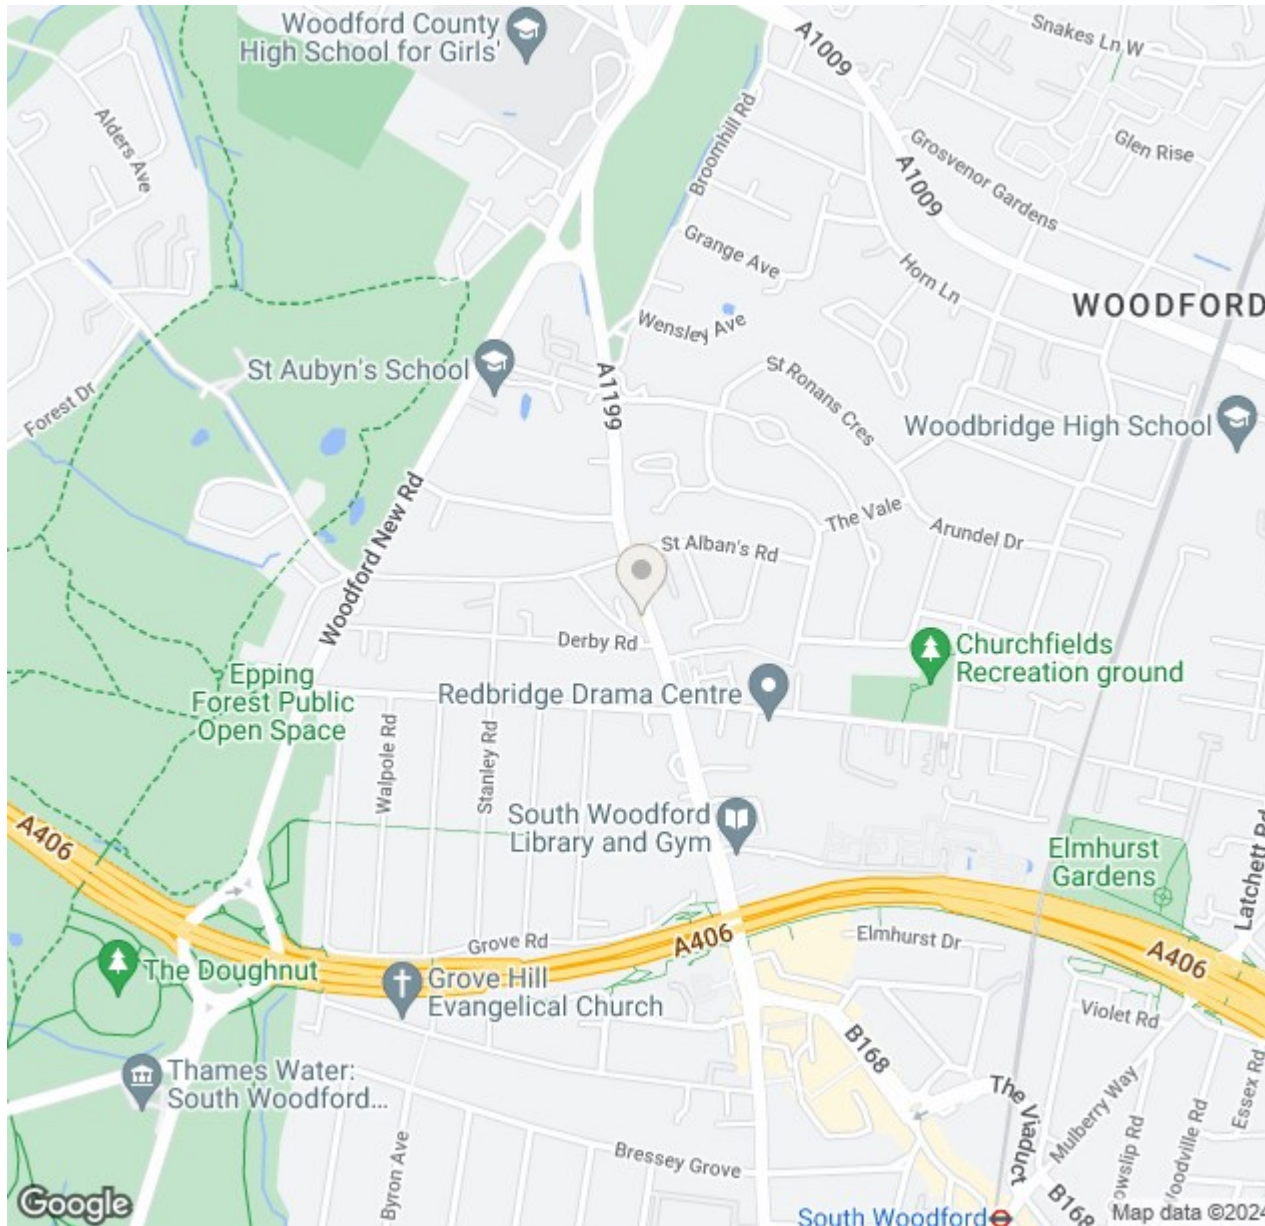 Woodford County
High School for Girls'
Snakes Ln W
A1009
Alders Ave
Broomhill Rd
Glen Rise
Grosvenor Gardens
A1009
Grange Ave
Horn Ln
WOODFORD
Wensley Ave
St Aubyn's School
A1199
St Ronans Cres
Forest Dr
Woodbridge High School
Woodford New Rd
The Vale
Arundel Dr
St Alban's Rd
Derby Rd
Churchfields
Recreation ground
Epping
Forest Public
Open Space
Redbridge Drama Centre
Walpole Rd
Stanley Rd
South Woodford
Library and Gym
A406
Elmhurst
Gardens
Latchett Rd
Grove Rd
A406
Elmhurst Dr
A406
The Doughnut
Grove Hill
Evangelical Church
Violet Rd
B168
Thames Water:
South Woodford...
The Viaduct
Mulberry Way
Essex Rd
Byron Ave
Bressey Grove
owslip Rd
oodville Rd
B168
Google
South Woodford
Map data ©2024